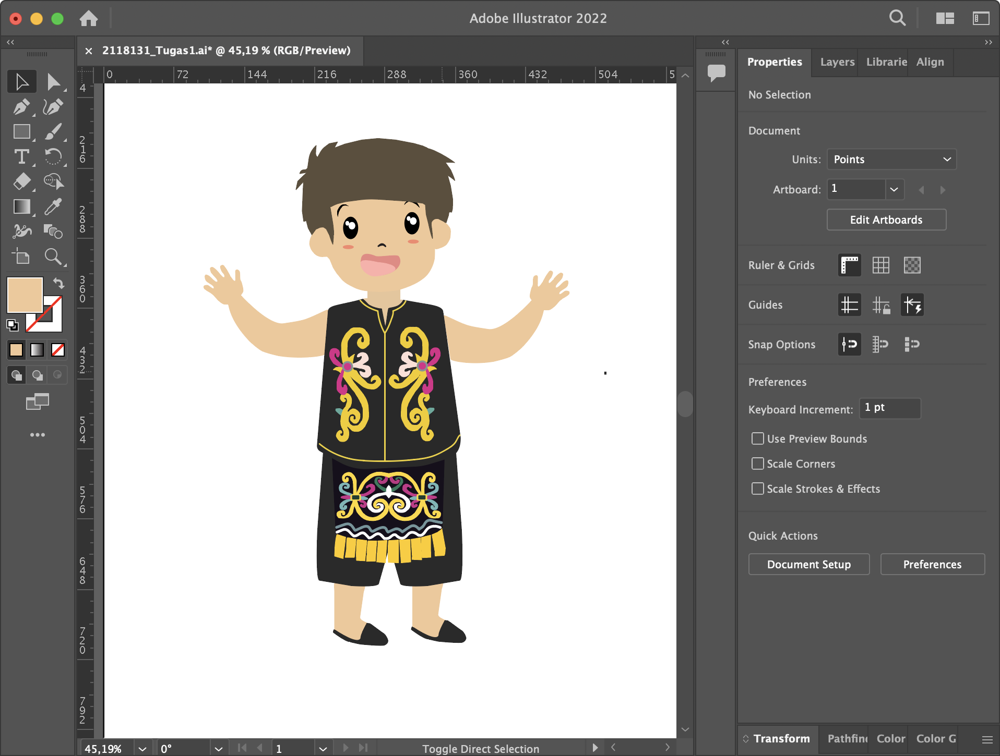 Adobe Illustrator 2022
2118131_Tugas1.ai* @ 45,19 % (RGB/Preview)
0 72 144 216 288 360 432 504 5
4
216
288
360
432
504
576
648
720
792
Properties Layers Librarie Align
No Selection
Document
Units: Points
Artboard: 1
Edit Artboards
Ruler & Grids
Guides
Snap Options
Preferences
Keyboard Increment: 1 pt
Use Preview Bounds
Scale Corners
Scale Strokes & Effects
Quick Actions
Document Setup Preferences
Transform Pathfin Color Color G
45,19% 0° 1 Toggle Direct Selection